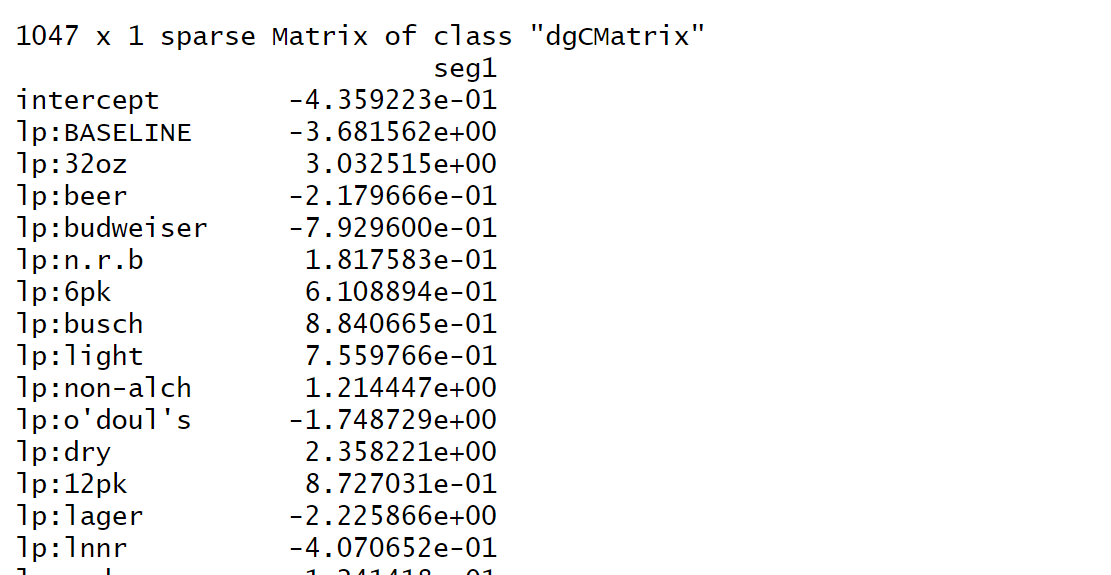 1047 x 1 sparse Matrix of class "dgCMatrix"
seg1
intercept -4.359223e-01
lp:BASELINE -3.681562e+00
lp:32oz 3.032515e+00
lp:beer -2.179666e-01
lp:budweiser -7.929600e-01
lp:n.r.b 1.817583e-01
lp:6pk 6.108894e-01
lp:busch 8.840665e-01
lp:light 7.559766e-01
lp:non-alch 1.214447e+00
lp:o'doul's -1.748729e+00
lp:dry 2.358221e+00
lp:12pk 8.727031e-01
lp:lager -2.225866e+00
lp:lnnr -4.070652e-01